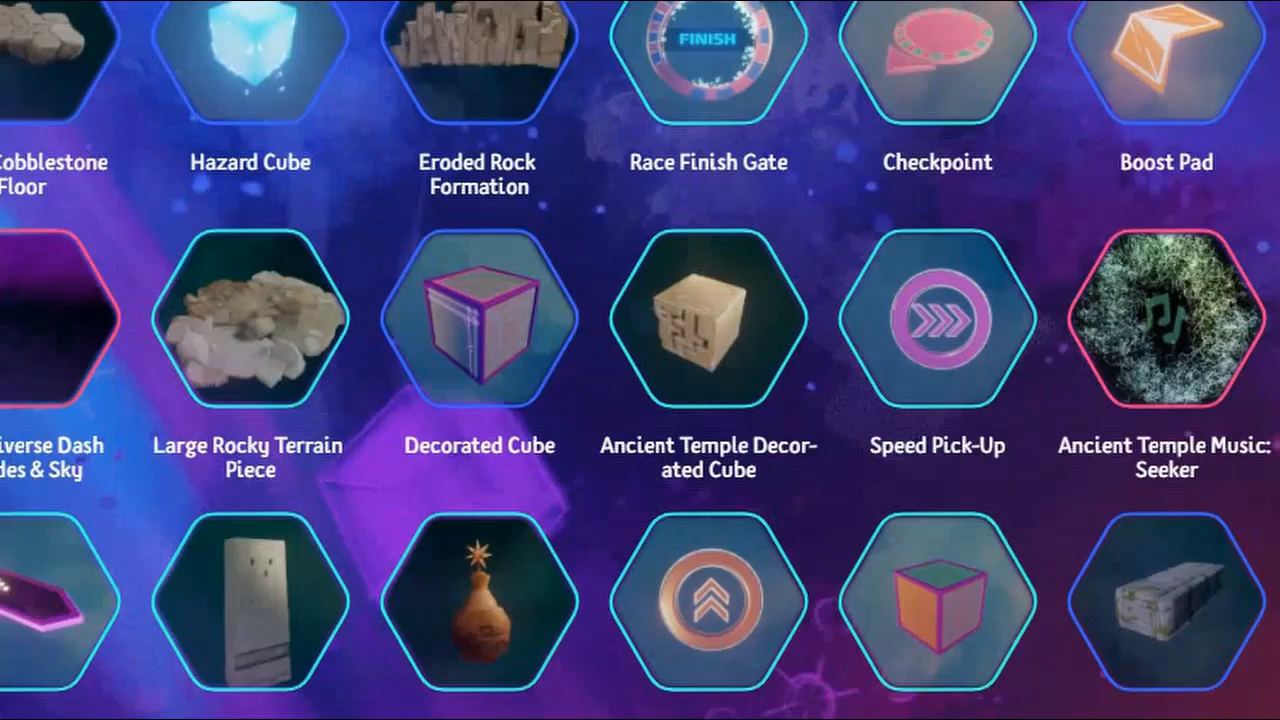 FINISH
Cobblestone
Floor
Hazard Cube
Eroded Rock
Formation
Race Finish Gate
Checkpoint
Boost Pad
iverse Dash
des & Sky
Large Rocky Terrain
Piece
Decorated Cube
Ancient Temple Decor-
ated Cube
Speed Pick-Up
Ancient Temple Music:
Seeker